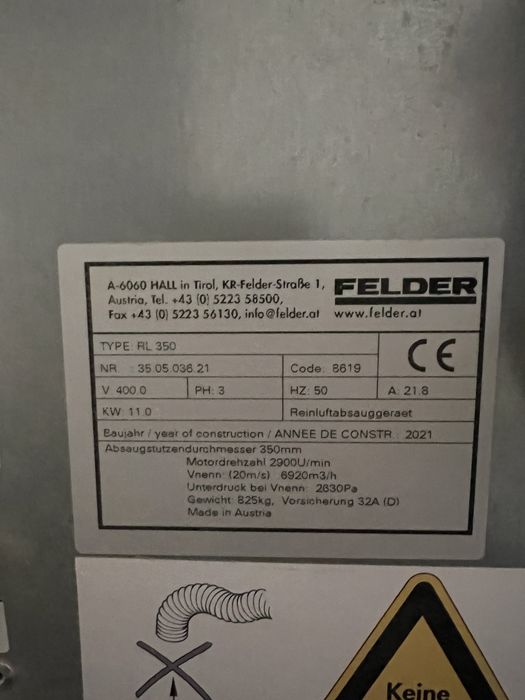 A-6060 HALL in Tirol, KR-Felder-Straße 1,
Austria, Tel. +43 (0) 5223 58500,
Fax +43 (0) 5223 56130, info@felder.at
FELDER
www.felder.at
TYPE: RL 350
NR : 35.05.036.21
Code: 8619
CE
V 400.0
PH: 3
HZ: 50
A: 21.8
KW: 11.0
Reinluftabsauggeraet
Baujahr / year of construction / ANNEE DE CONSTR.: 2021
Absaugstutzendurchmesser 350mm
Motordrehzahl 2900U/min
Vnenn: (20m/s) 6920m3/h
Unterdruck bei Vnenn: 2630Pa
Gewicht: 825kg, Vorsicherung 32A (D)
Made in Austria
Keine